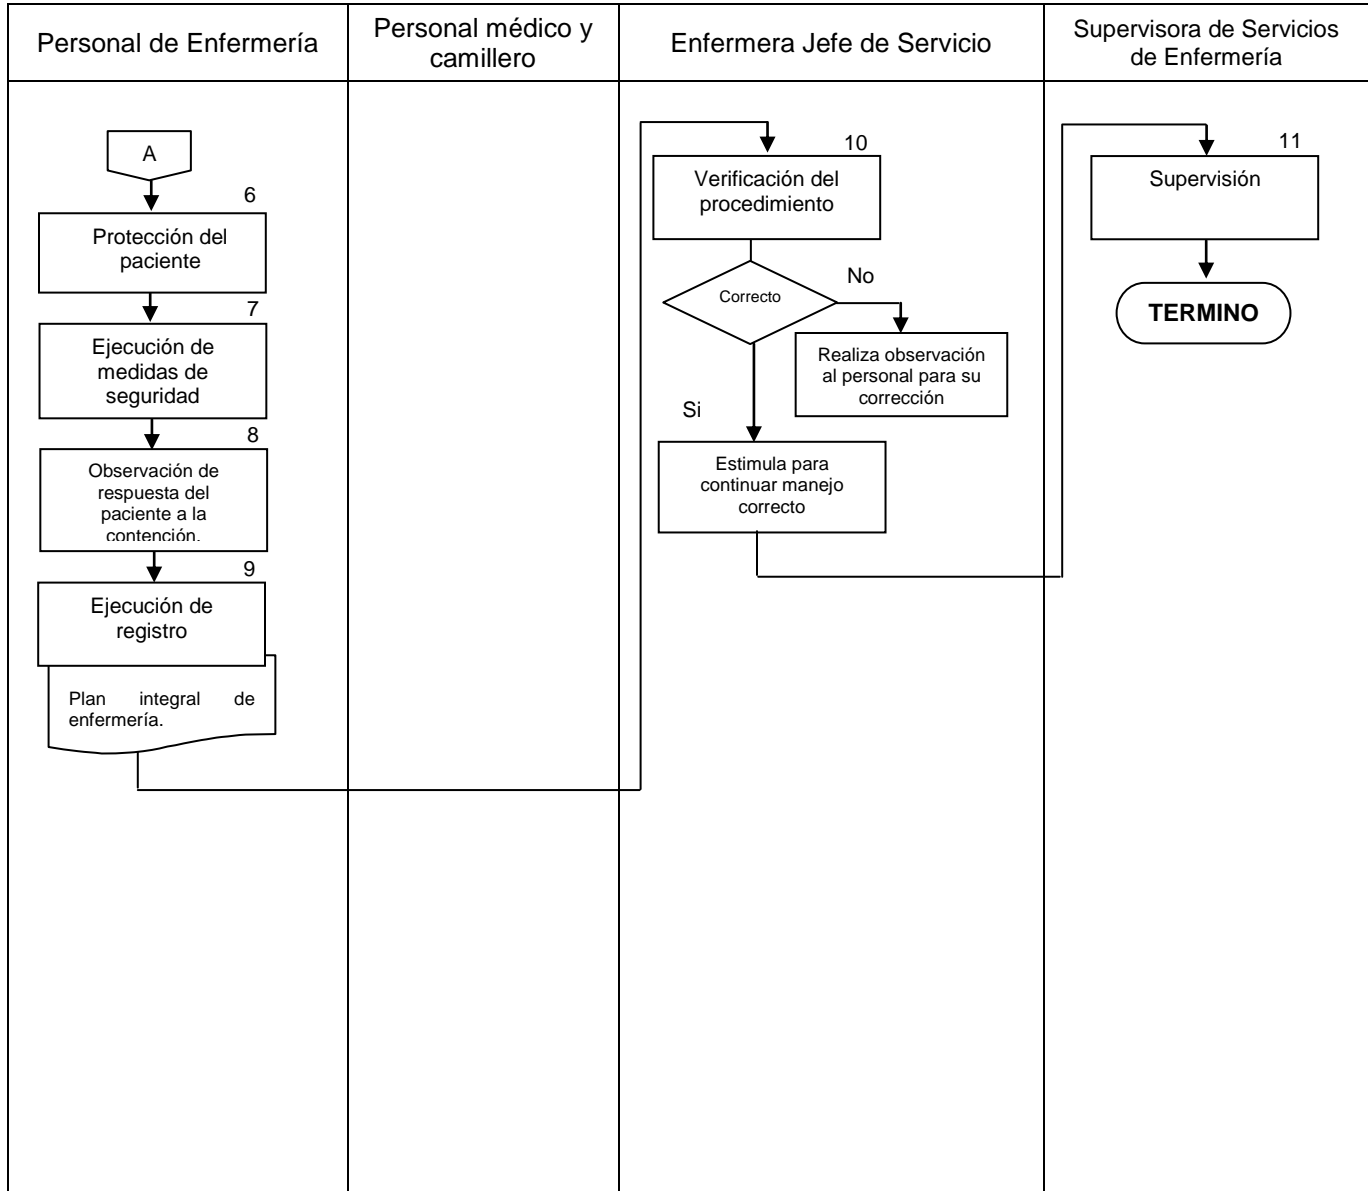 Personal de Enfermería
Personal médico y
camillero
Enfermera Jefe de Servicio
Supervisora de Servicios
de Enfermería
A
6
Protección del
paciente
7
Ejecución de
medidas de
seguridad
8
Observación de
respuesta del
paciente a la
contención.
9
Ejecución de
registro
Plan integral de
enfermería.
10
Verificación del
procedimiento
Correcto
No
Realiza observación
al personal para su
corrección
Si
Estimula para
continuar manejo
correcto
11
Supervisión
TERMINO